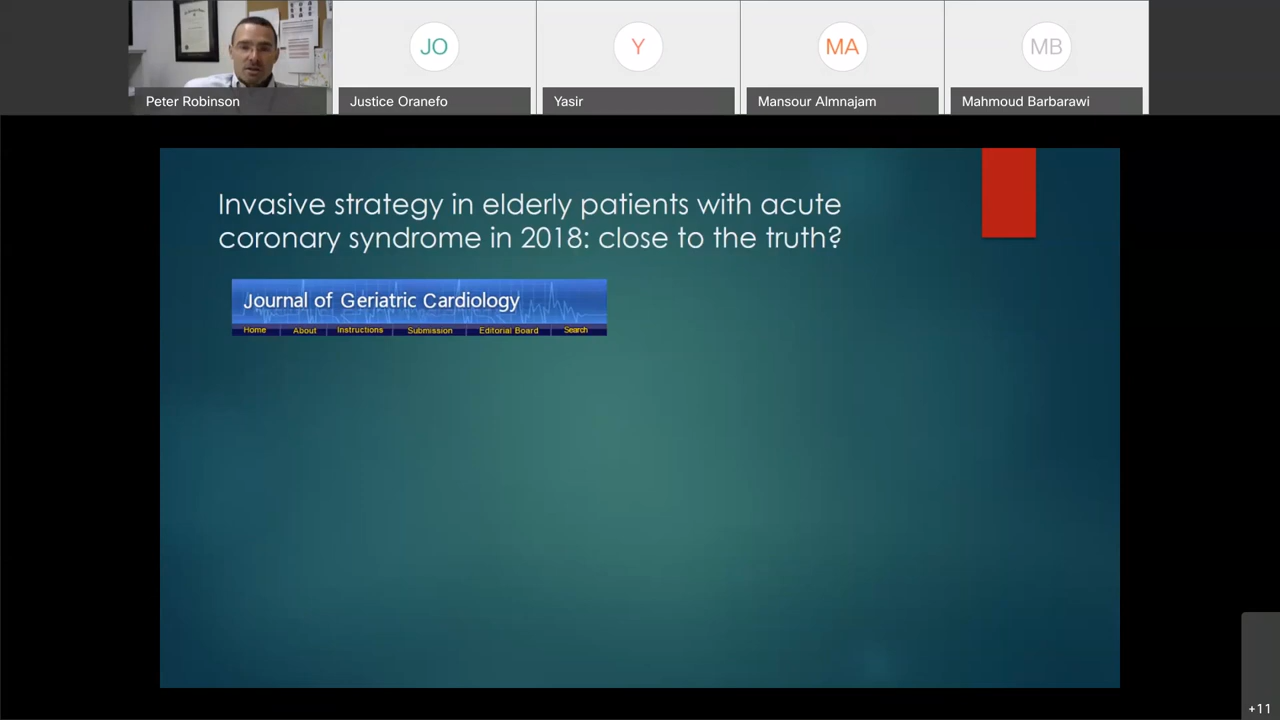 JO
Y
MA
MB
Peter Robinson
Justice Oranefo
Yasir
Mansour Almnajam
Mahmoud Barbarawi
Invasive strategy in elderly patients with acute
coronary syndrome in 2018: close to the truth?
Journal of Geriatric Cardiology
Home About Instructions Submission Editorial Board Search
+11